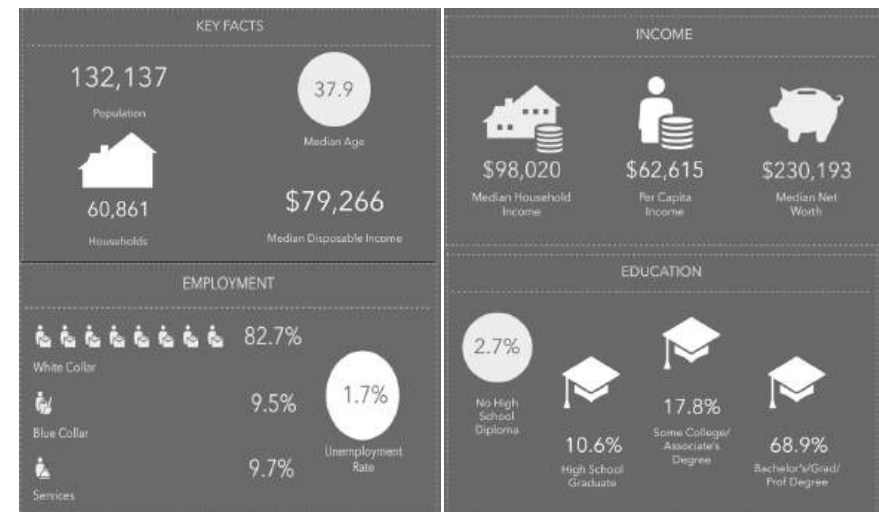 KEY FACTS
132,137
Population
37.9
Median Age
60,861
Households
$79,266
Median Disposable Income
EMPLOYMENT
82.7%
White Collar
9.5%
Blue Collar
9.7%
Services
1.7%
Unemployment
Rate
INCOME
$98,020
Median Household
Income
$62,615
Per Capita
Income
$230,193
Median Net
Worth
EDUCATION
2.7%
No High
School
Diploma
10.6%
High School
Graduate
17.8%
Some College/
Associate's
Degree
68.9%
Bachelor's/Grad/
Prof Degree